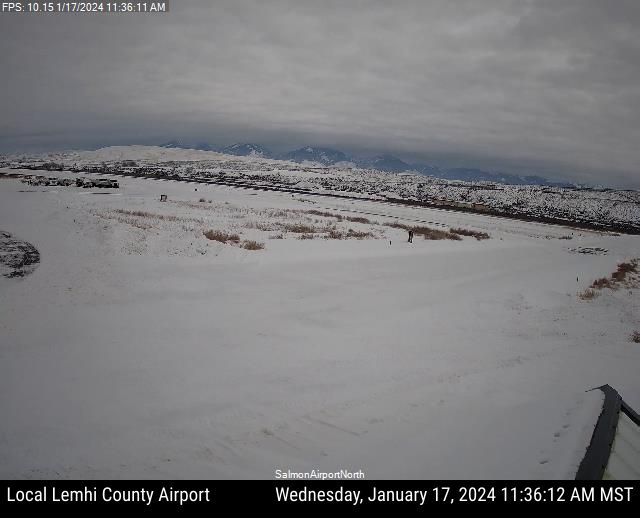 FPS: 10.15 1/17/2024 11:36:11 AM
SalmonAirportNorth
Local Lemhi County Airport Wednesday, January 17, 2024 11:36:12 AM MST